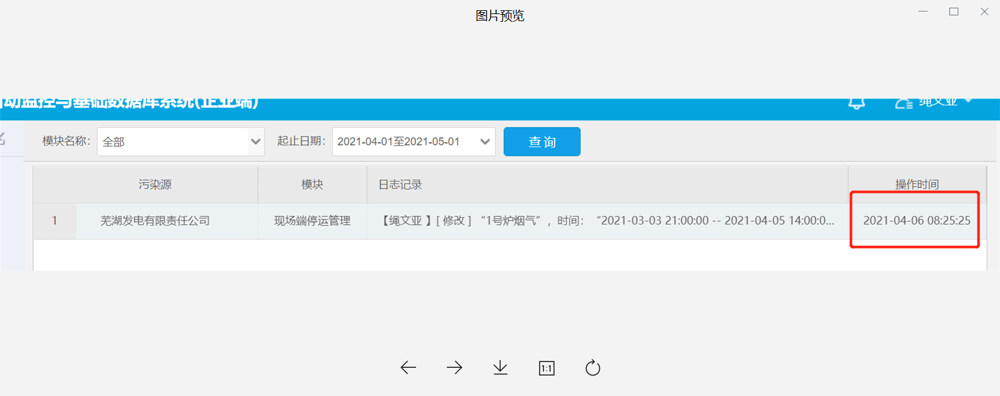 图片预览
动监控与基础数据库系统(企业端)
绳文亚
模块名称： 全部 起止日期： 2021-04-01至2021-05-01 查 询
污染源 模块 日志记录 操作时间
1 芜湖发电有限责任公司 现场端停运管理 【绳文亚 】[ 修改 ] “1号炉烟气”，时间： “2021-03-03 21:00:00 -- 2021-04-05 14:00:0... 2021-04-06 08:25:25
1:1